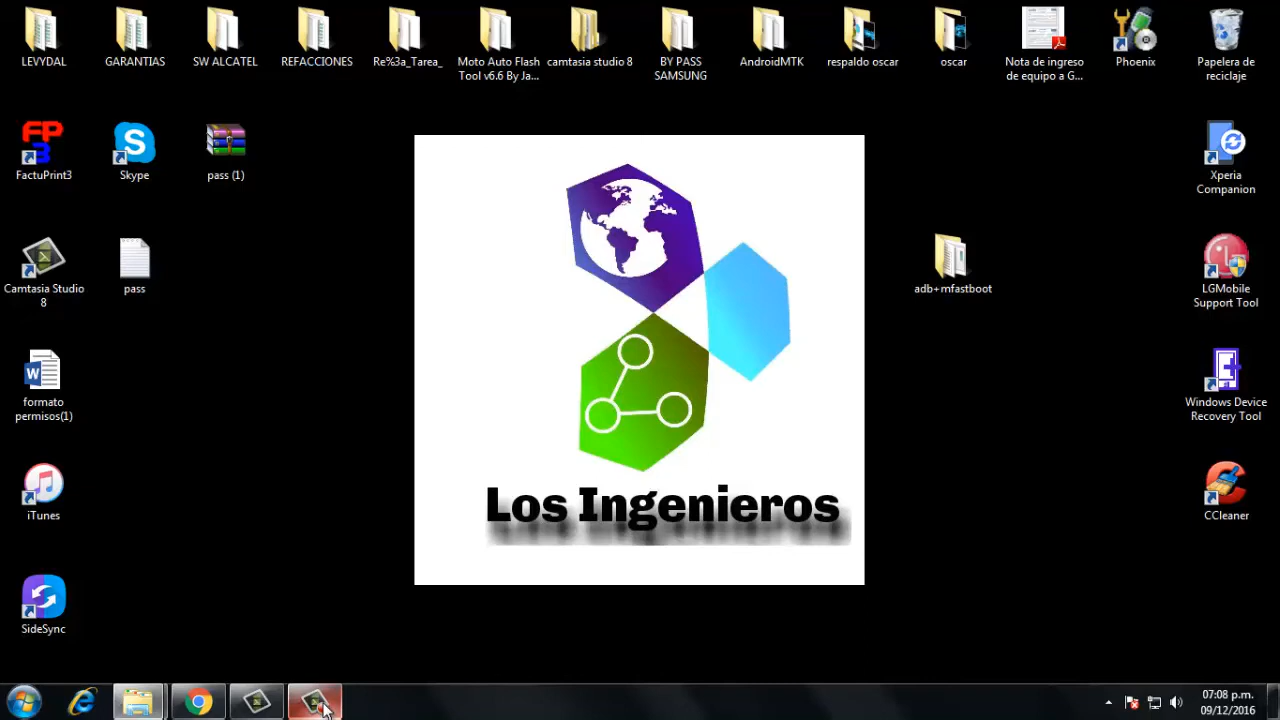 LEVYDAL
GARANTIAS
SW ALCATEL
REFACCIONES
Re%3a_Tarea_
Moto Auto Flash
Tool v6.6 By Ja...
camtasia studio 8
BY PASS
SAMSUNG
AndroidMTK
respaldo oscar
oscar
Nota de ingreso
de equipo a G...
Phoenix
Papelera de
reciclaje
FP
3
FactuPrint3
S
Skype
pass (1)
Xperia
Companion
Camtasia Studio
8
pass
adb+mfastboot
LGMobile
Support Tool
W
formato
permisos(1)
Windows Device
Recovery Tool
iTunes
Los Ingenieros
CCleaner
SideSync
07:08 p.m.
09/12/2016